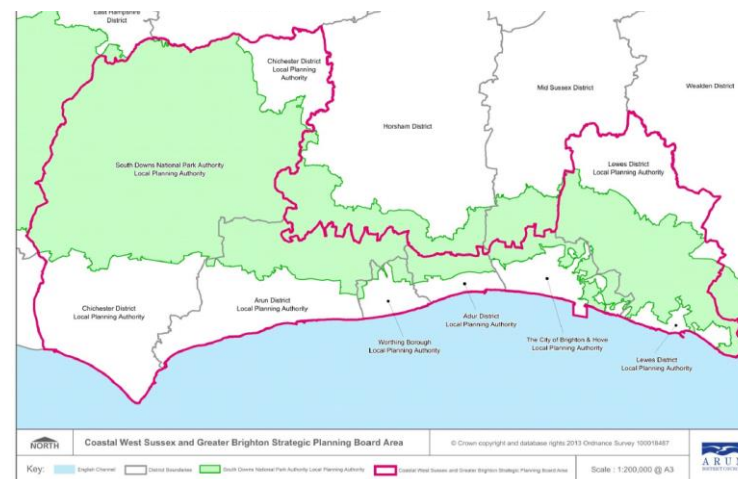 East Hampshire
District
Chichester District
Local Planning
Authority
Horsham District
Mid Sussex District
Wealden District
South Downs National Park Authority
Local Planning Authority
Lewes District
Local Planning
Authority
Chichester District
Local Planning Authority
Arun District
Local Planning Authority
Worthing Borough
Local Planning Authority
Adur District
Local Planning Authority
The City of Brighton & Hove
Local Planning Authority
Lewes District
Local Planning Authority
NORTH
Coastal West Sussex and Greater Brighton Strategic Planning Board Area
© Crown copyright and database rights 2013 Ordnance Survey 100018487
Key:
English Channel
District Boundaries
South Downs National Park Authority Local Planning Authority
Coastal West Sussex and Greater Brighton Strategic Planning Board Area
Scale : 1:200,000 @ A3
ARUN